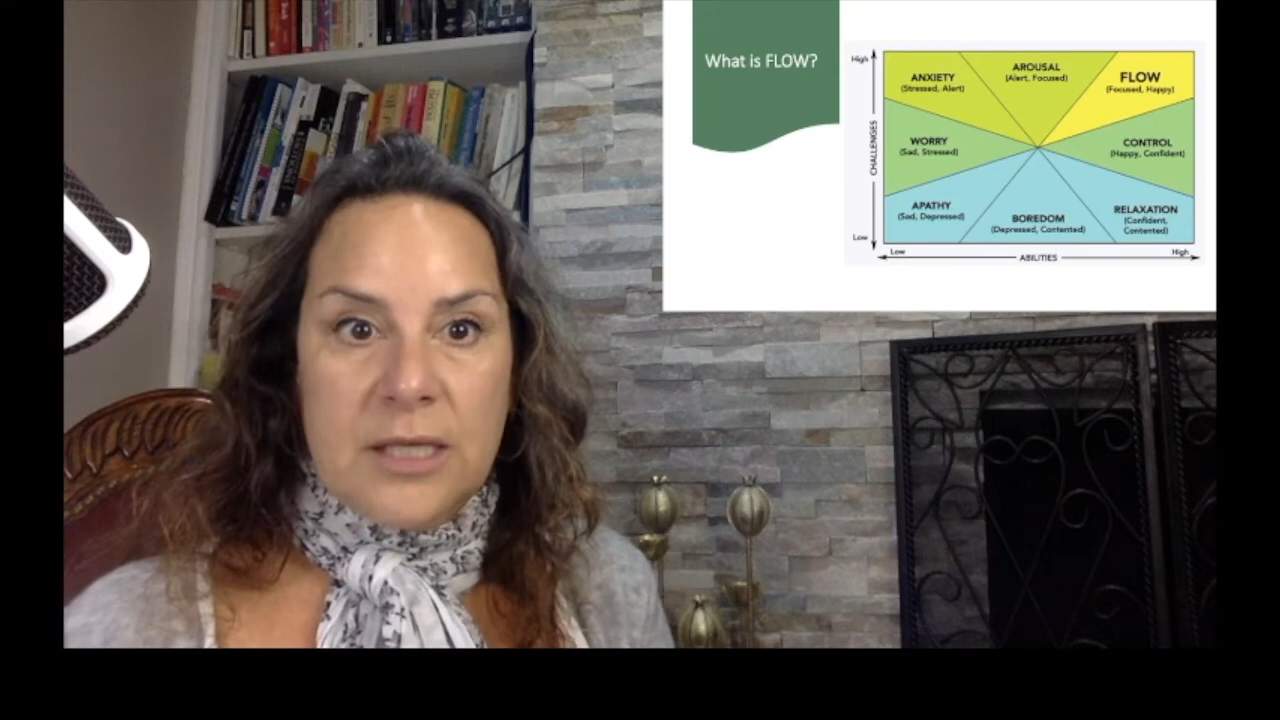 What is FLOW?
High
ANXIETY
(Stressed, Alert)
AROUSAL
(Alert, Focused)
FLOW
(Focused, Happy)
CHALLENGES
WORRY
(Sad, Stressed)
CONTROL
(Happy, Confident)
APATHY
(Sad, Depressed)
BOREDOM
(Depressed, Contented)
RELAXATION
(Confident,
Contented)
Low
Low
ABILITIES
High